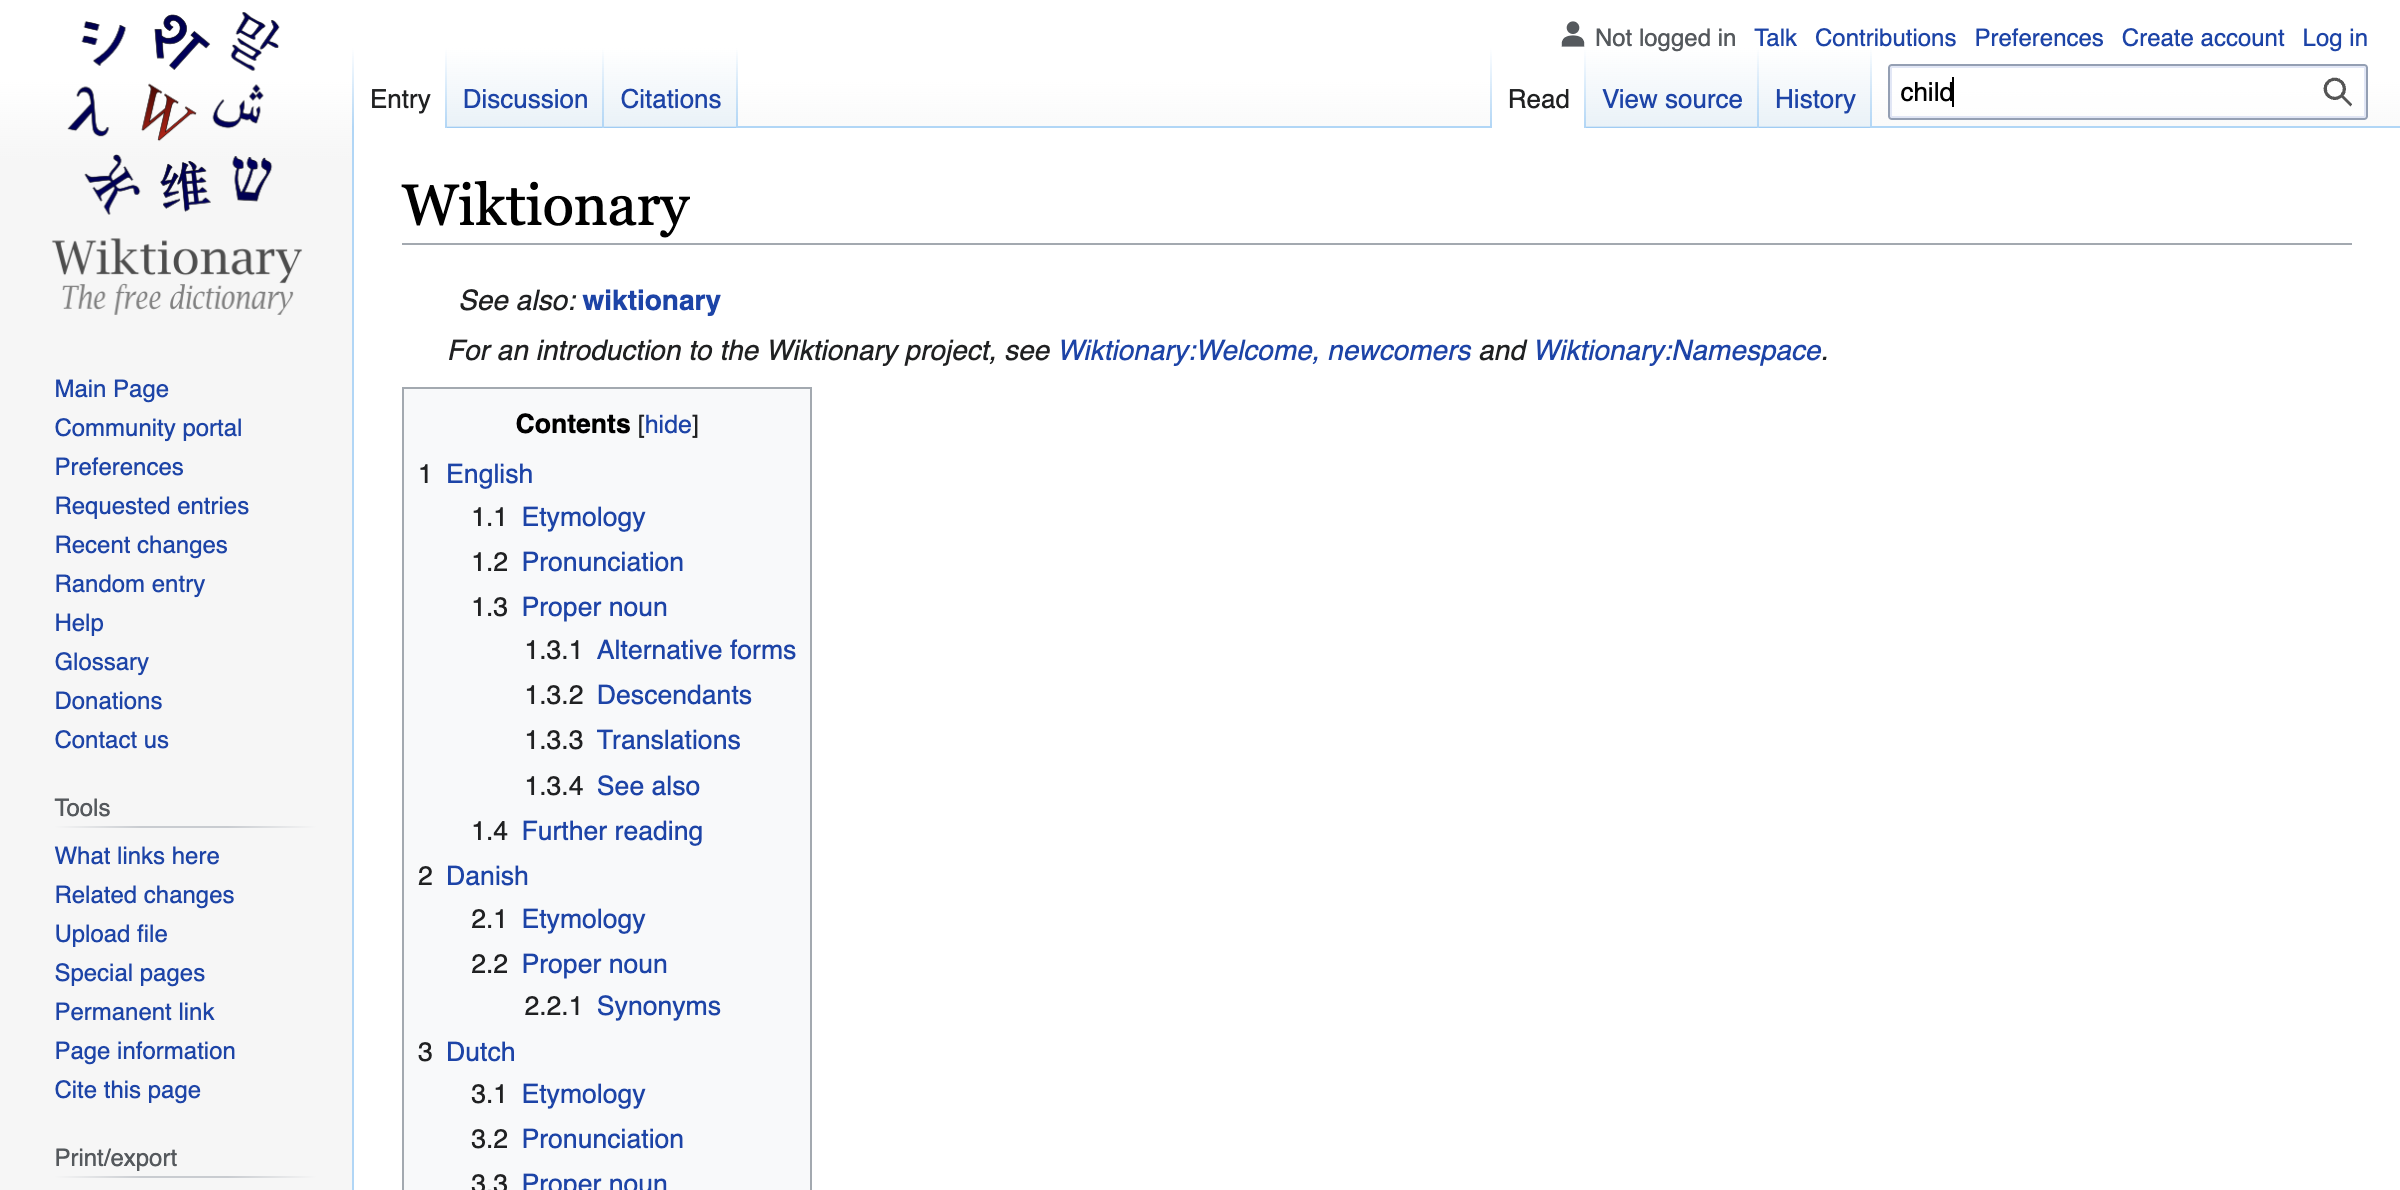 シ जा 말
λ W ش
维 ש
Wiktionary
The free dictionary
Main Page
Community portal
Preferences
Requested entries
Recent changes
Random entry
Help
Glossary
Donations
Contact us
Tools
What links here
Related changes
Upload file
Special pages
Permanent link
Page information
Cite this page
Print/export
Not logged in Talk Contributions Preferences Create account Log in
Entry Discussion Citations Read View source History child
Wiktionary
See also: wiktionary
For an introduction to the Wiktionary project, see Wiktionary:Welcome, newcomers and Wiktionary:Namespace.
Contents [hide]
1 English
1.1 Etymology
1.2 Pronunciation
1.3 Proper noun
1.3.1 Alternative forms
1.3.2 Descendants
1.3.3 Translations
1.3.4 See also
1.4 Further reading
2 Danish
2.1 Etymology
2.2 Proper noun
2.2.1 Synonyms
3 Dutch
3.1 Etymology
3.2 Pronunciation
3.3 Proper noun